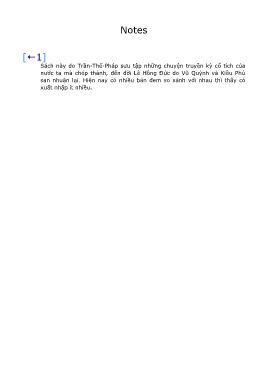 Notes
[←1]
Sách này do Trần-Thế-Pháp sưu tập những chuyện truyền kỳ cổ tích của
nước ta mà chép thành, đến đời Lê Hồng Đức do Vũ Quỳnh và Kiều Phú
san nhuận lại. Hiện nay có nhiều bản đem so sánh với nhau thì thấy có
xuất nhập ít nhiều.